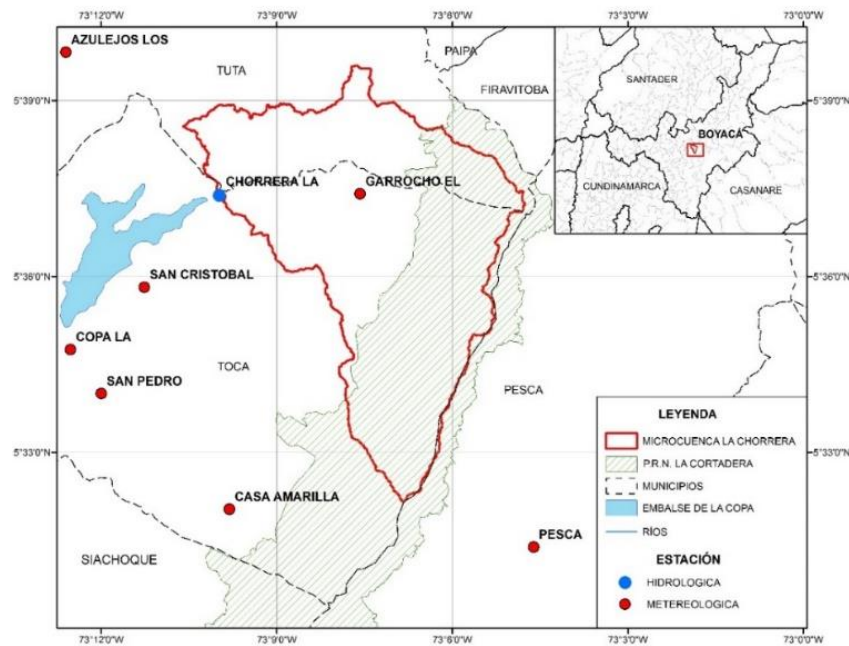 73°12'0"W 73°9'0"W 73°6'0"W 73°3'0"W 73°0'0"W
AZULEJOS LOS
TUTA
PAIPA
FIRAVITOBA
SANTADER
BOYACÁ
CUNDINAMARCA
CASANARE
5°39'0"N 5°39'0"N
CHORRERA LA
GARROCHO EL
SAN CRISTOBAL
5°36'0"N 5°36'0"N
COPA LA
TOCA
SAN PEDRO
PESCA
5°33'0"N 5°33'0"N
CASA AMARILLA
PESCA
SIACHOQUE
LEYENDA
MICROCUENCA LA CHORRERA
P.R.N. LA CORTADERA
MUNICIPIOS
EMBALSE DE LA COPA
RÍOS
ESTACIÓN
HIDROLOGICA
METEREOLOGICA
73°12'0"W 73°9'0"W 73°6'0"W 73°3'0"W 73°0'0"W